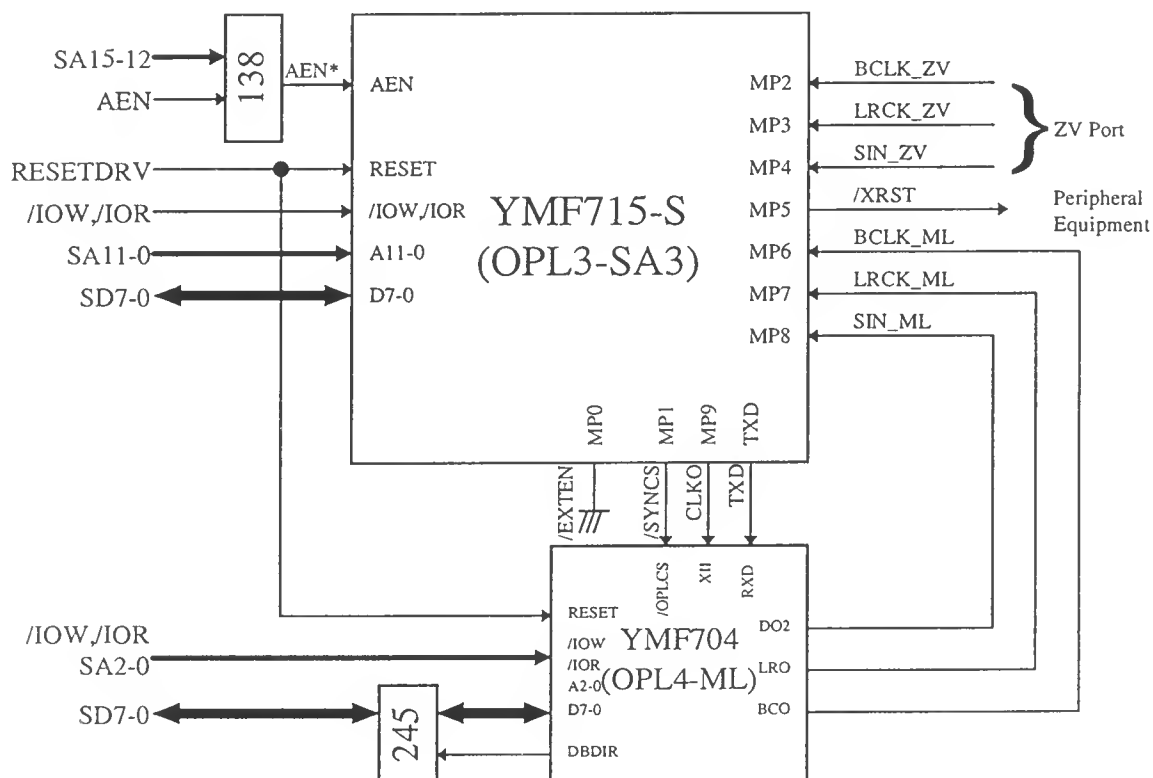 SA15-12
AEN
138
AEN*
AEN
RESETDRV
RESET
/IOW,/IOR
/IOW,/IOR
SA11-0
A11-0
SD7-0
D7-0
YMF715-S
(OPL3-SA3)
MP2
BCLK_ZV
MP3
LRCK_ZV
MP4
SIN_ZV
ZV Port
MP5
/XRST
Peripheral
Equipment
MP6
BCLK_ML
MP7
LRCK_ML
MP8
SIN_ML
MP0
MP1
MP9
TXD
/EXTEN
/SYNCS
CLKO
TXD
/OPLCS
XI1
RXD
RESET
/IOW,/IOR
SA2-0
/IOW
/IOR
A2-0
YMF704
(OPL4-ML)
DO2
LRO
BCO
SD7-0
245
D7-0
DBDIR